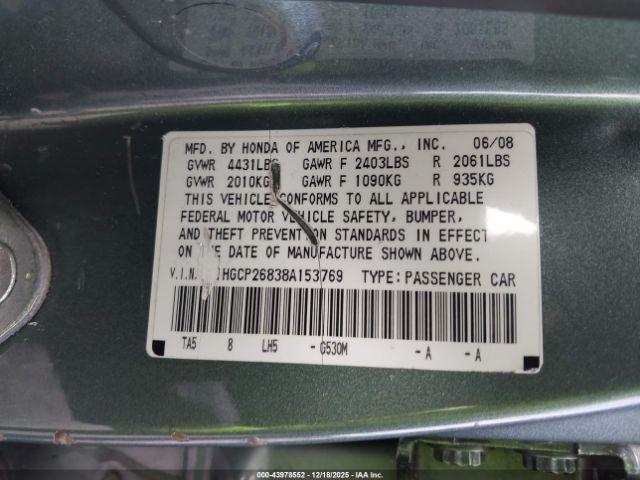 MFD. BY HONDA OF AMERICA MFG., INC. 06/08
GVWR 4431LBS GAWR F 2403LBS R 2061LBS
GVWR 2010KG GAWR F 1090KG R 935KG
THIS VEHICLE CONFORMS TO ALL APPLICABLE
FEDERAL MOTOR VEHICLE SAFETY, BUMPER,
AND THEFT PREVENTION STANDARDS IN EFFECT
ON THE DATE OF MANUFACTURE SHOWN ABOVE.
V.I.N. HGCP26838A153769 TYPE: PASSENGER CAR
TA5 8 LH5 - G530M - A - A
000-43978552 - 12/18/2025 - IAA Inc.